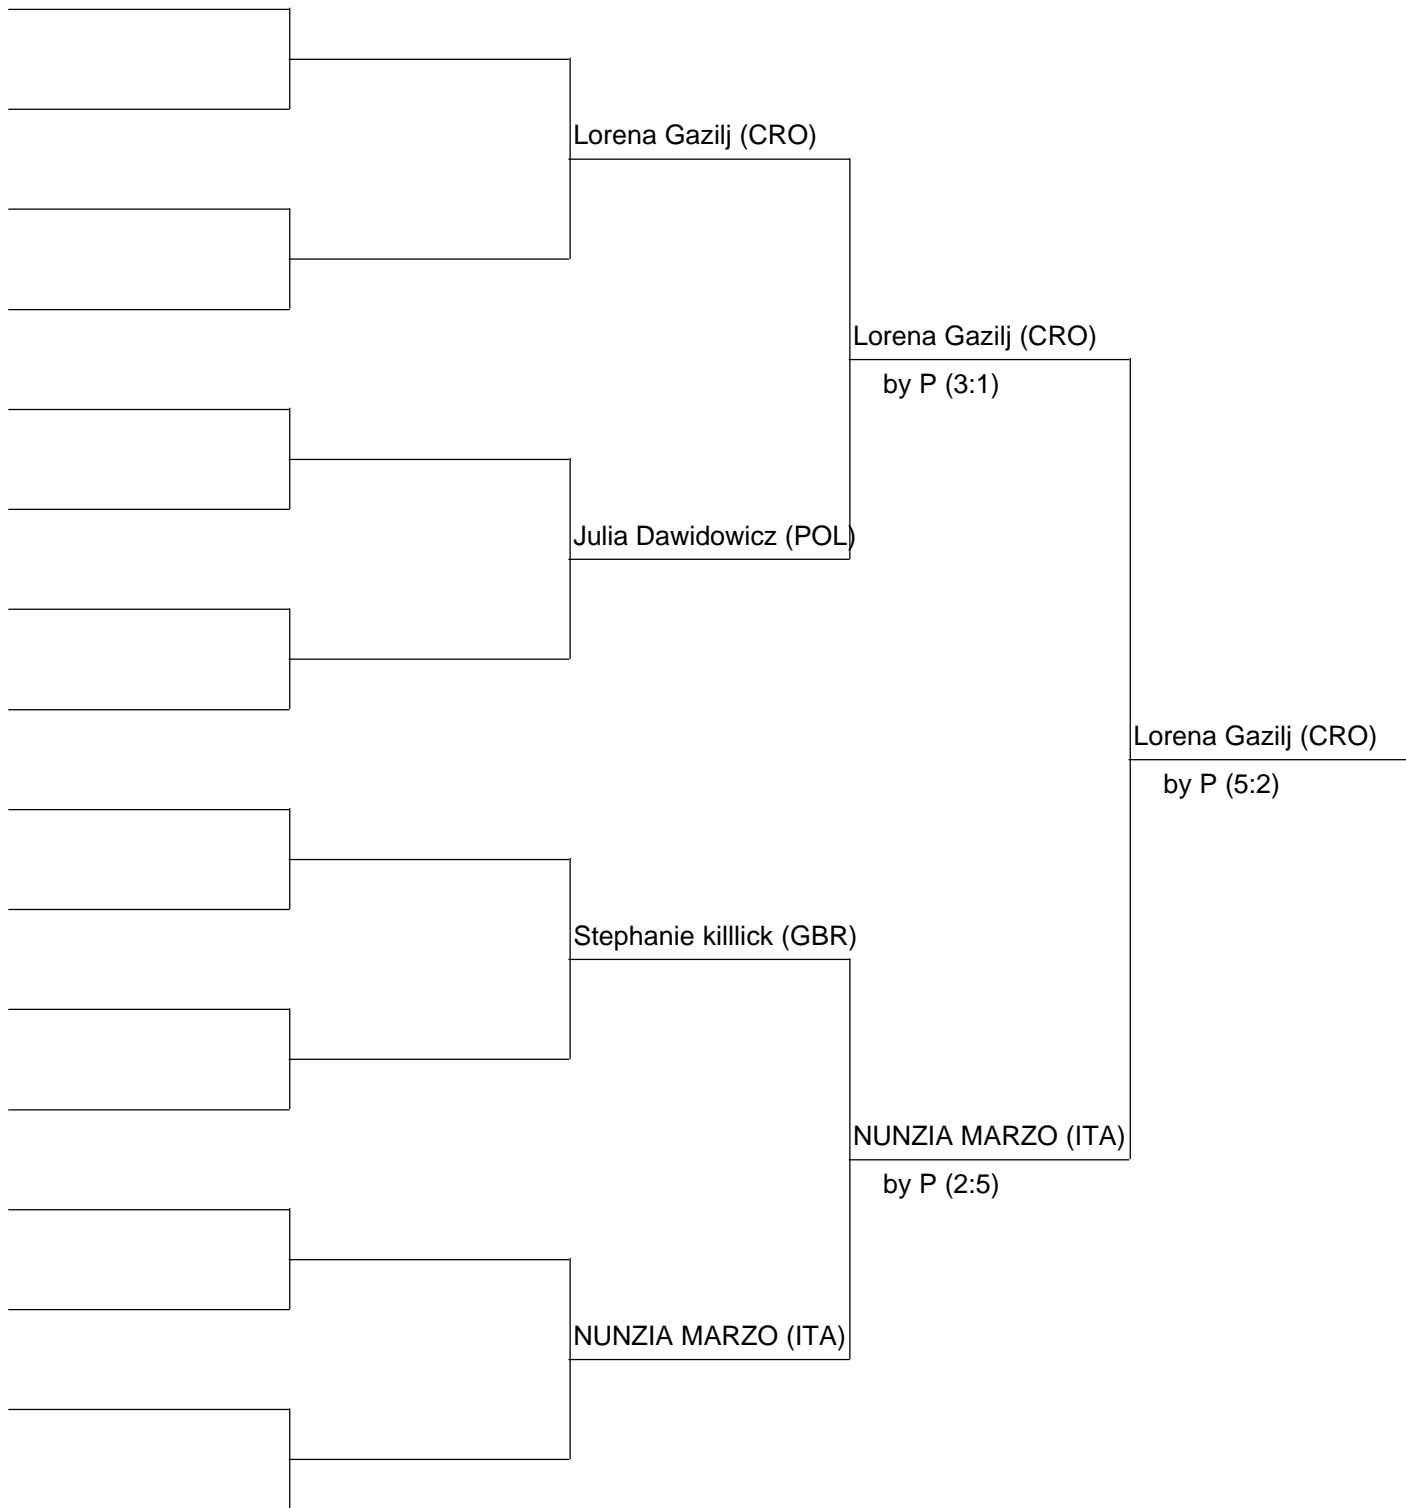 Lorena Gazilj (CRO)
Lorena Gazilj (CRO)
by P (3:1)
Julia Dawidowicz (POL)
Lorena Gazilj (CRO)
by P (5:2)
Stephanie killlick (GBR)
NUNZIA MARZO (ITA)
by P (2:5)
NUNZIA MARZO (ITA)